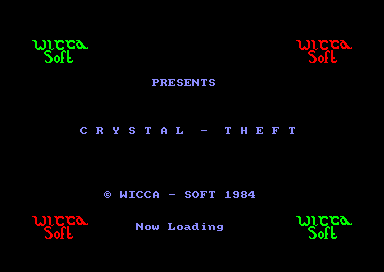 WICCA WICCA
Soft Soft
PRESENTS
C R Y S T A L - T H E F T
© WICCA - SOFT 1984
WICCA WICCA
Soft Soft
Now Loading